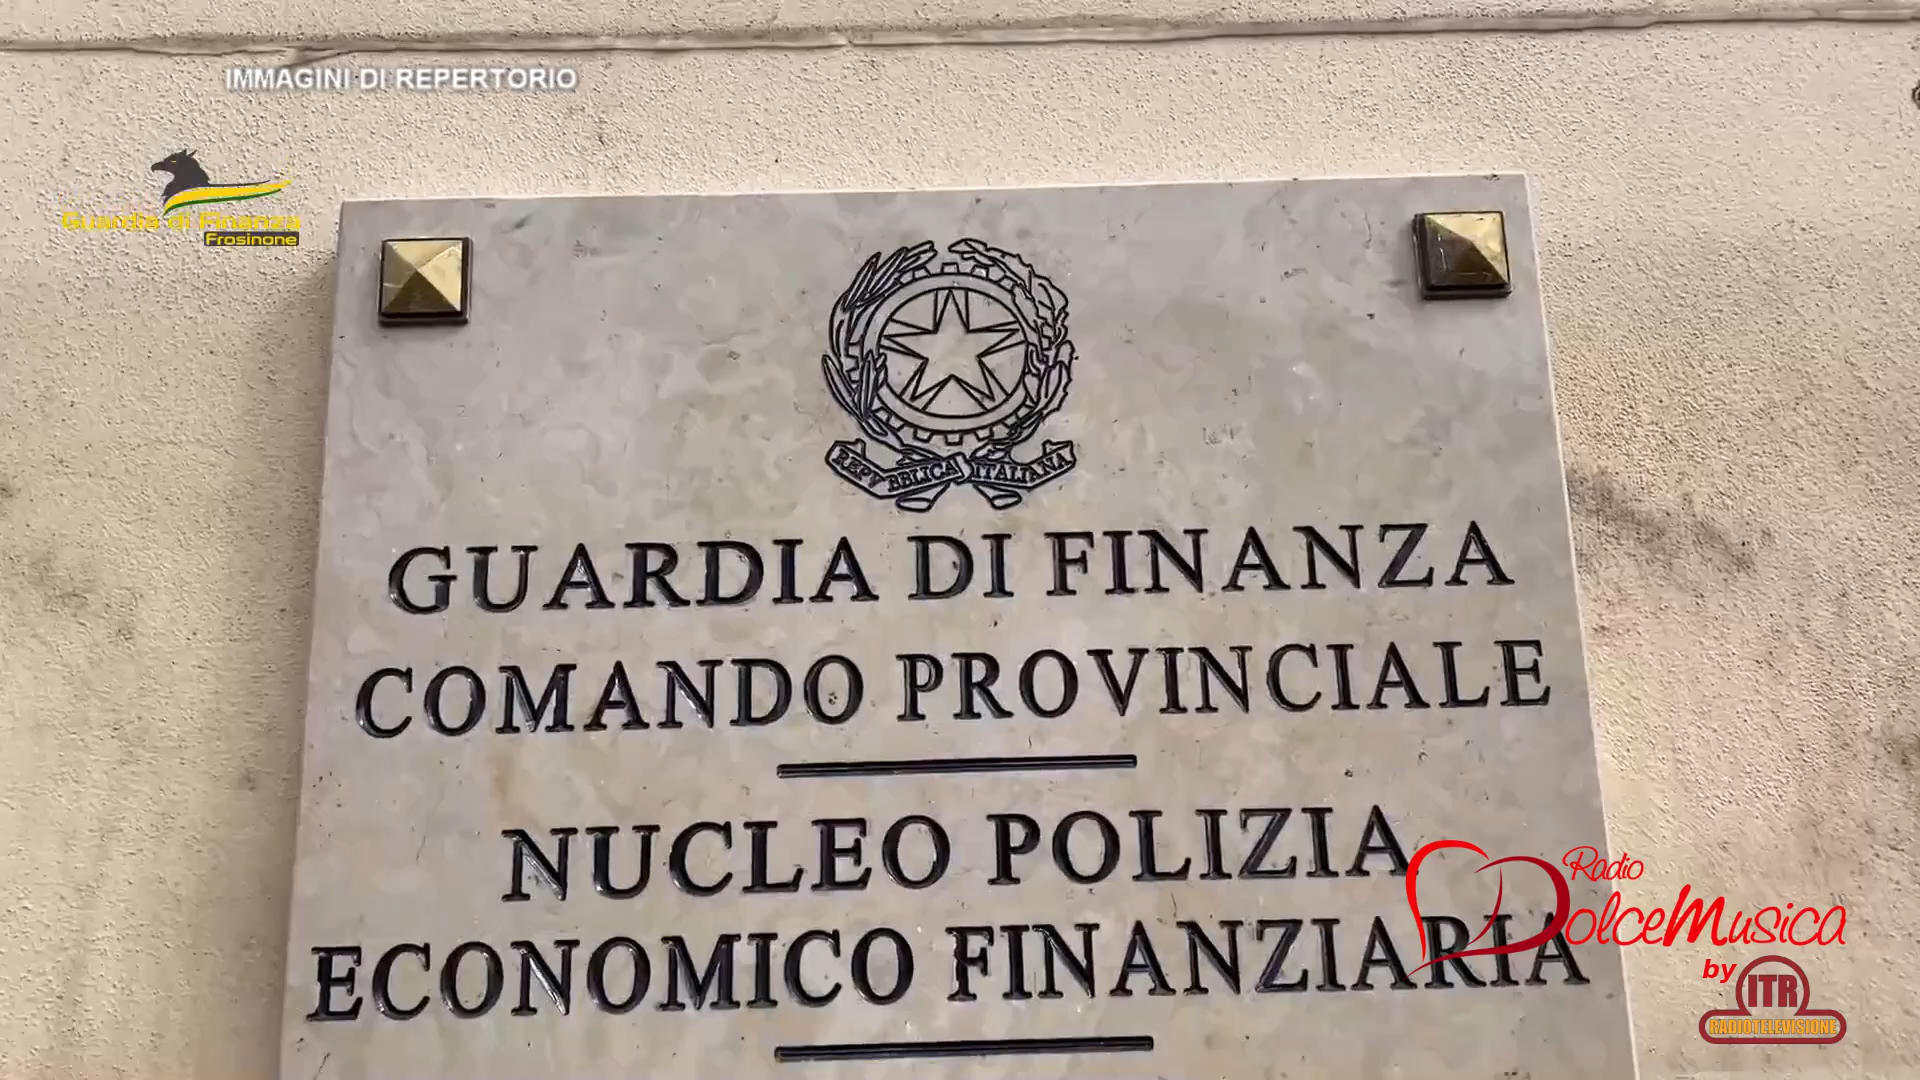 IMMAGINI DI REPERTORIO
Guardia di Finanza
Frosinone
REPVBBLICA ITALIANA
GUARDIA DI FINANZA
COMANDO PROVINCIALE
NUCLEO POLIZIA
ECONOMICO FINANZIARIA
Radio
DolceMusica
by ITR
RADIOTELEVISIONE